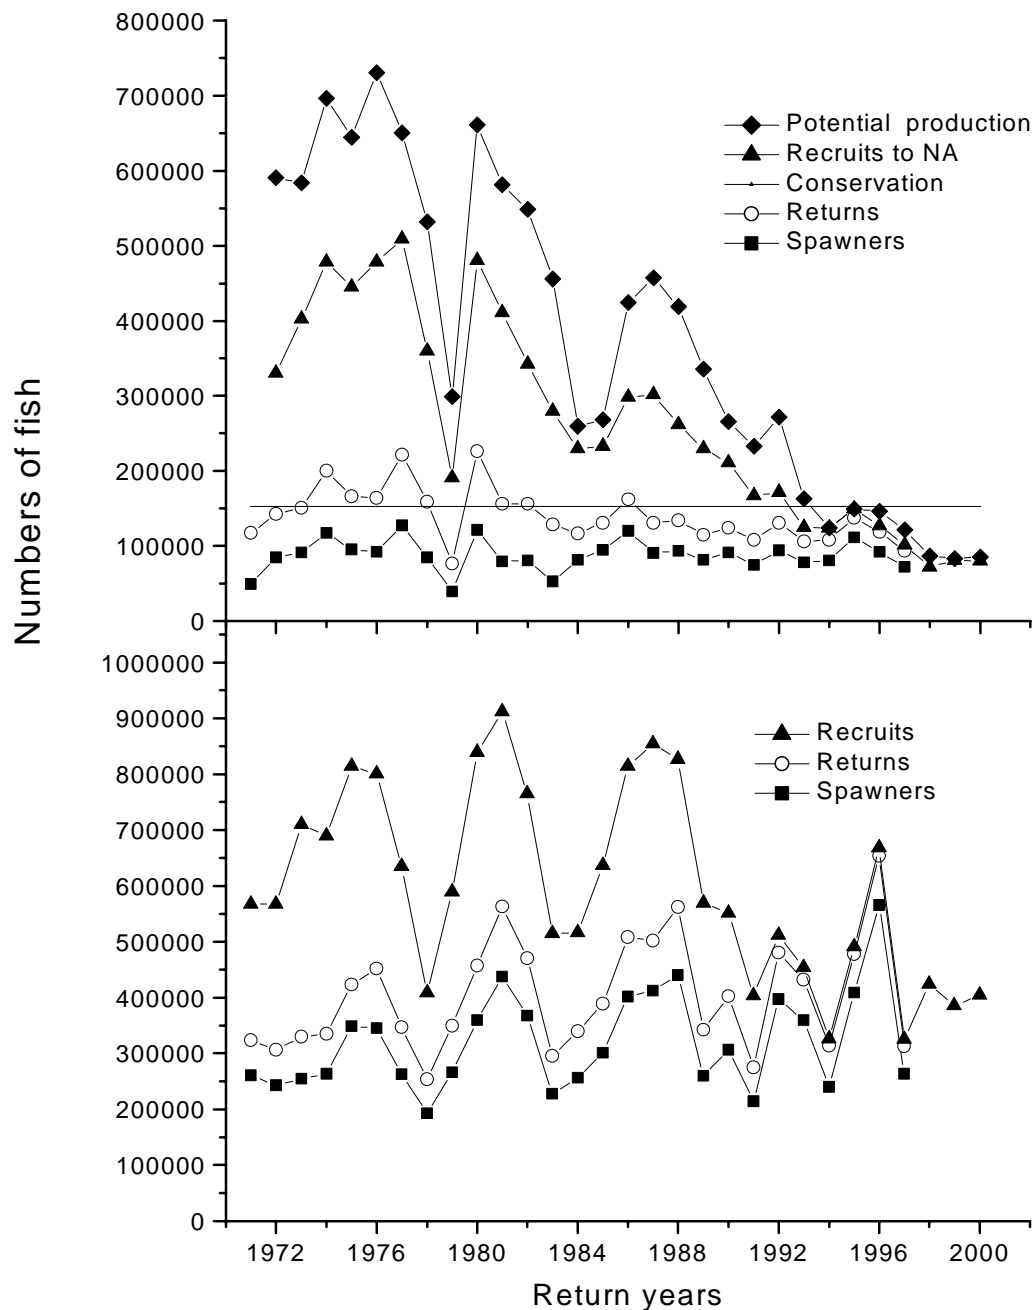 800000
700000
600000
500000
400000
300000
200000
100000
0
Potential production
Recruits to NA
Conservation
Returns
Spawners
Numbers of fish
1000000
900000
800000
700000
600000
500000
400000
300000
200000
100000
0
Recruits
Returns
Spawners
1972 1976 1980 1984 1988 1992 1996 2000
Return years